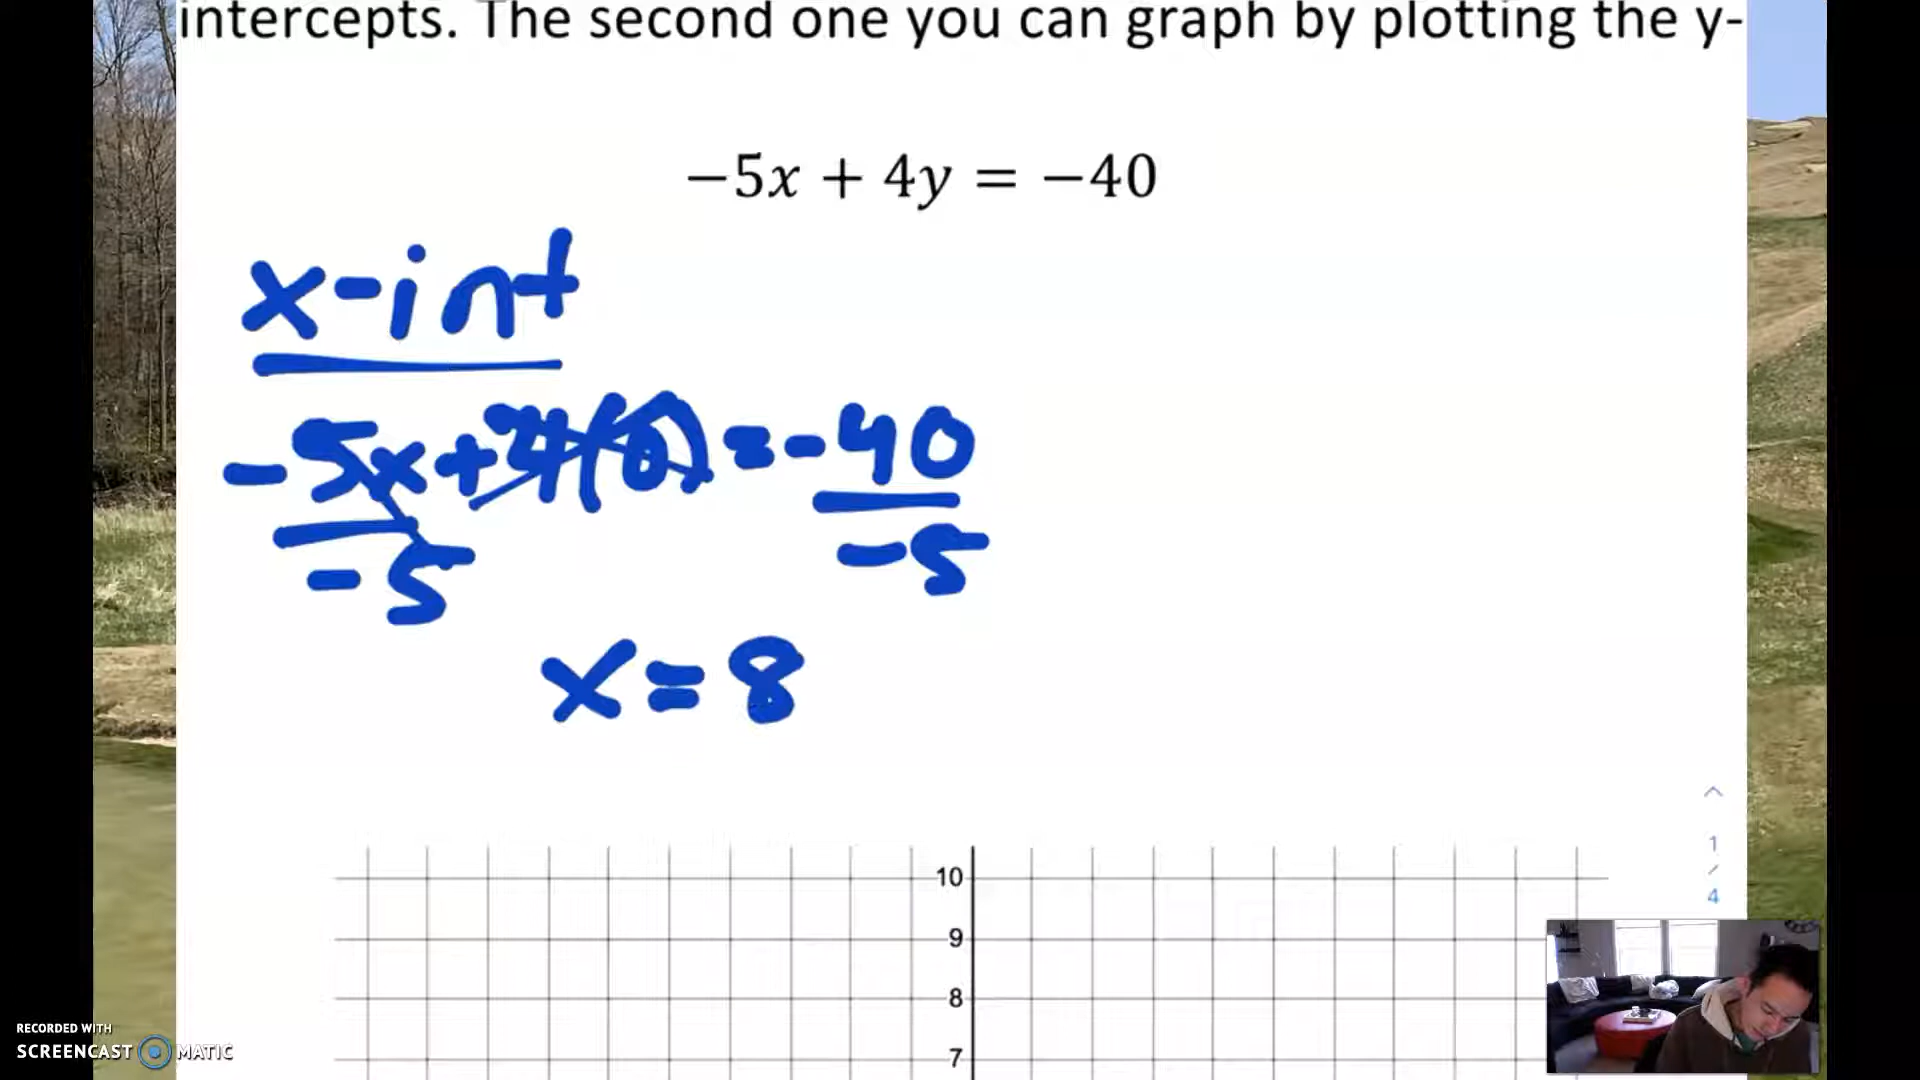 intercepts. The second one you can graph by plotting the y-
−5x + 4y = −40
x-int
-5x+4(0)=-40
-5 -5
x=8
10
9
8
7
1
/
4
RECORDED WITH
SCREENCAST MATIC